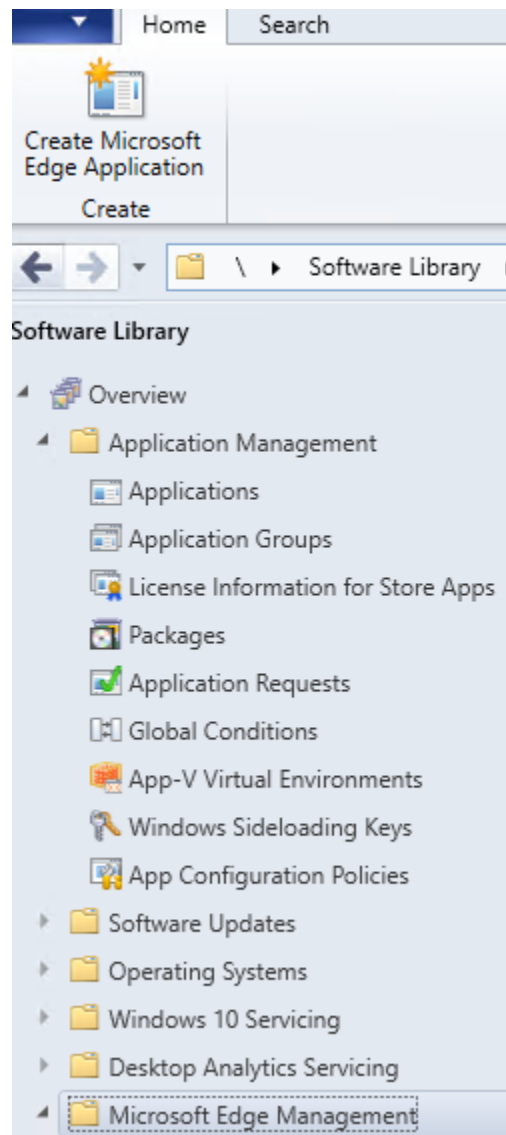 Home Search
Create Microsoft
Edge Application
Create
\ Software Library
Software Library
Overview
Application Management
Applications
Application Groups
License Information for Store Apps
Packages
Application Requests
Global Conditions
App-V Virtual Environments
Windows Sideloading Keys
App Configuration Policies
Software Updates
Operating Systems
Windows 10 Servicing
Desktop Analytics Servicing
Microsoft Edge Management